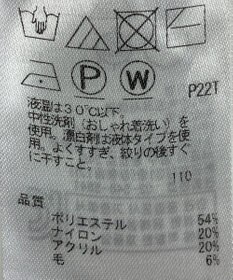 P W P22T
液温は30℃以下。
中性洗剤(おしゃれ着洗い)を
使用。漂白剤は液体タイプを使
用。よくすすぎ、絞りの後すぐ
に干すこと。
110
品質
ポリエステル 54%
ナイロン 20%
アクリル 20%
毛 6%